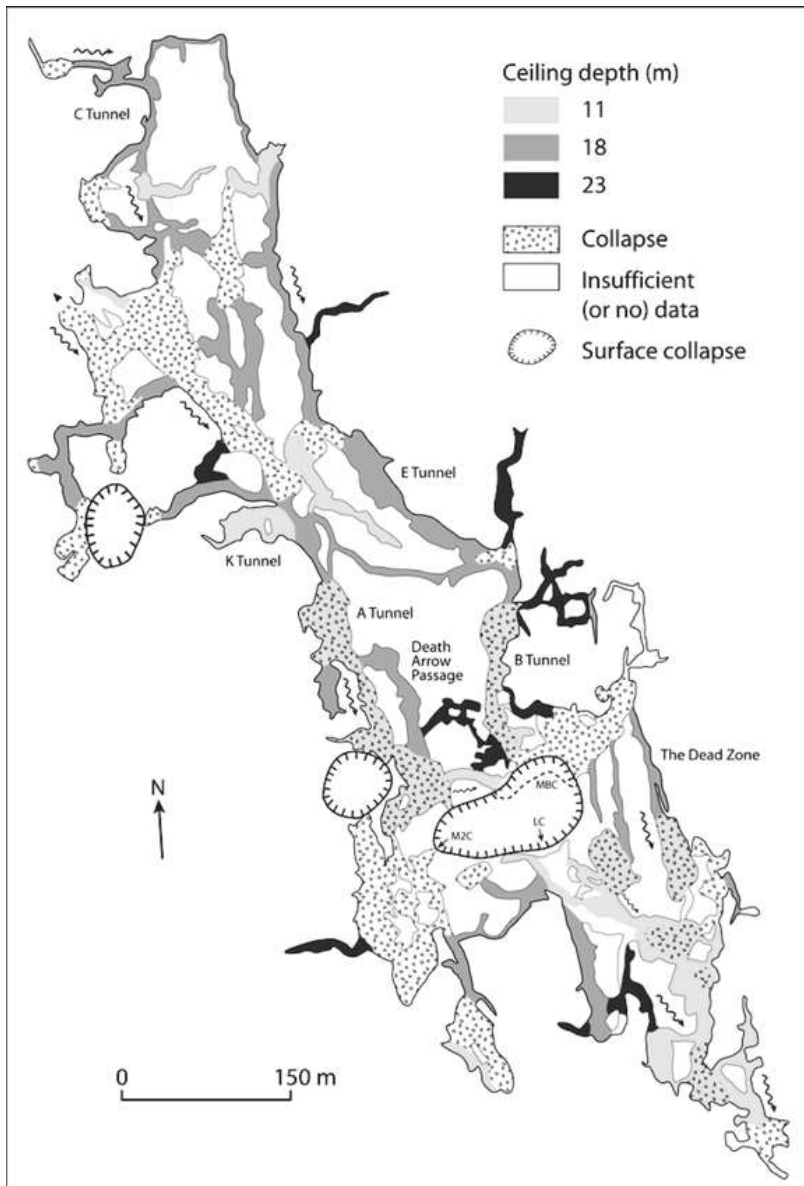 Ceiling depth (m)
11
18
23
Collapse
Insufficient
(or no) data
Surface collapse
C Tunnel
E Tunnel
K Tunnel
A Tunnel
Death
Arrow
Passage
B Tunnel
The Dead Zone
MBC
LC
M2C
N
0 150 m